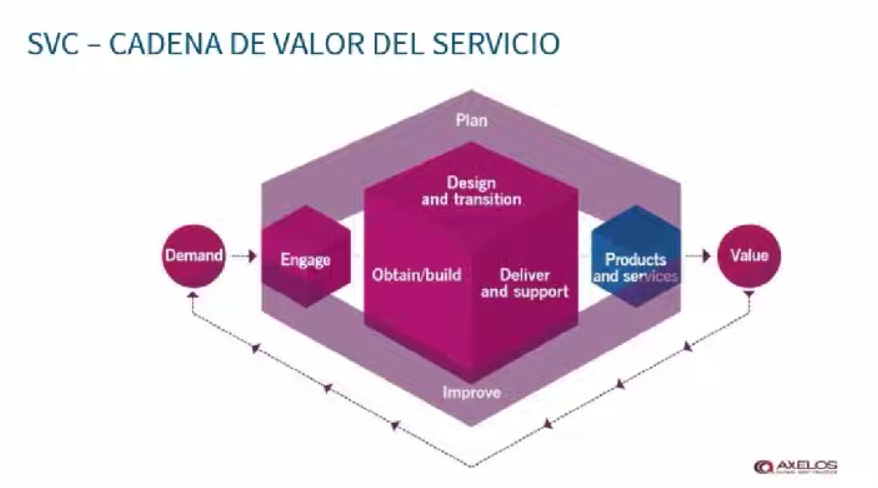 SVC – CADENA DE VALOR DEL SERVICIO
Plan
Design
and transition
Demand
Engage
Obtain/build
Deliver
and support
Products
and services
Value
Improve
AXELOS